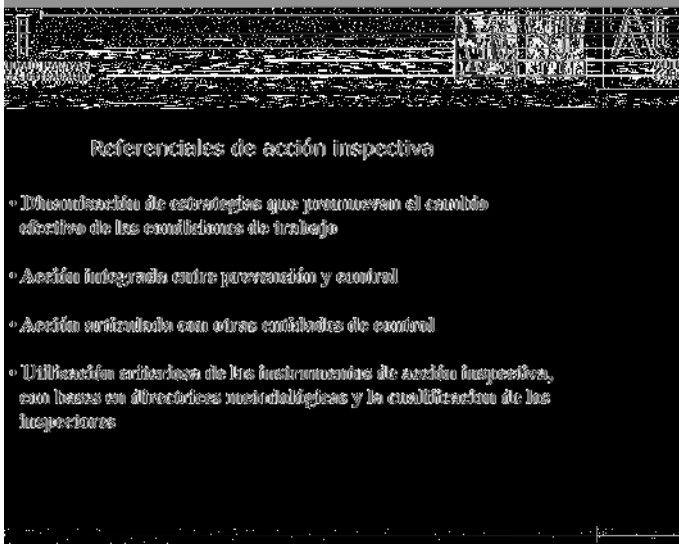 Referenciales de acción inspectiva
• Dinamización de estrategias que promuevan el cambio
efectivo de las condiciones de trabajo
• Acción integrada entre prevención y control
• Acción articulada con otras entidades de control
• Utilización criteriosa de los instrumentos de acción inspectiva,
con bases en directrices metodológicas y la cualificacion de los
inspectores